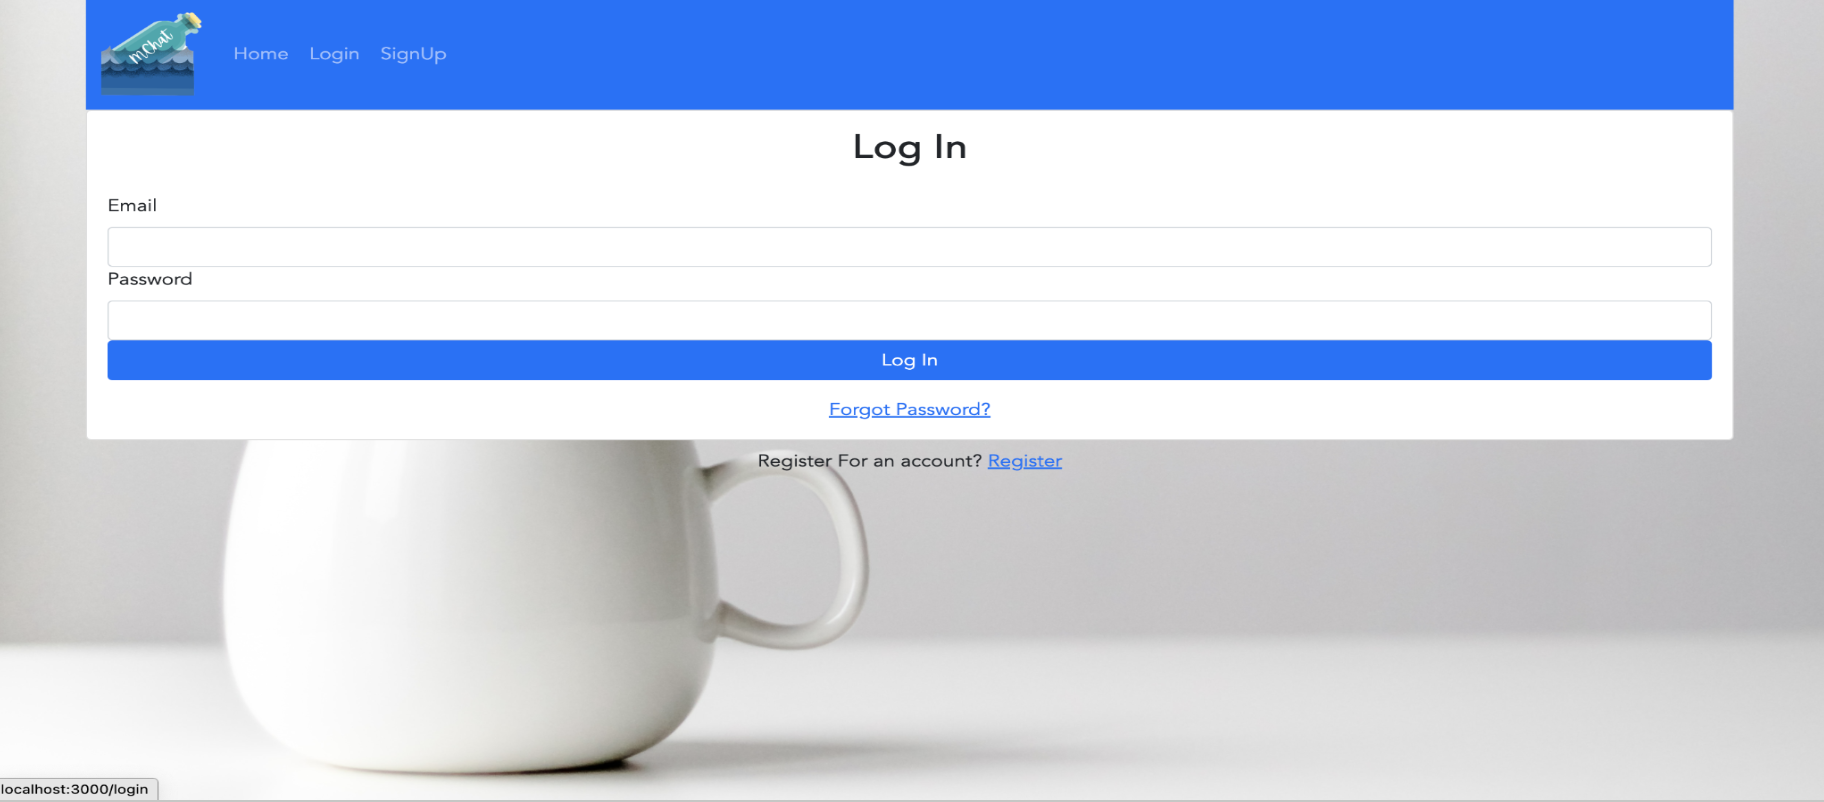 mChat
Home Login SignUp
Log In
Email
Password
Log In
Forgot Password?
Register For an account? Register
localhost:3000/login